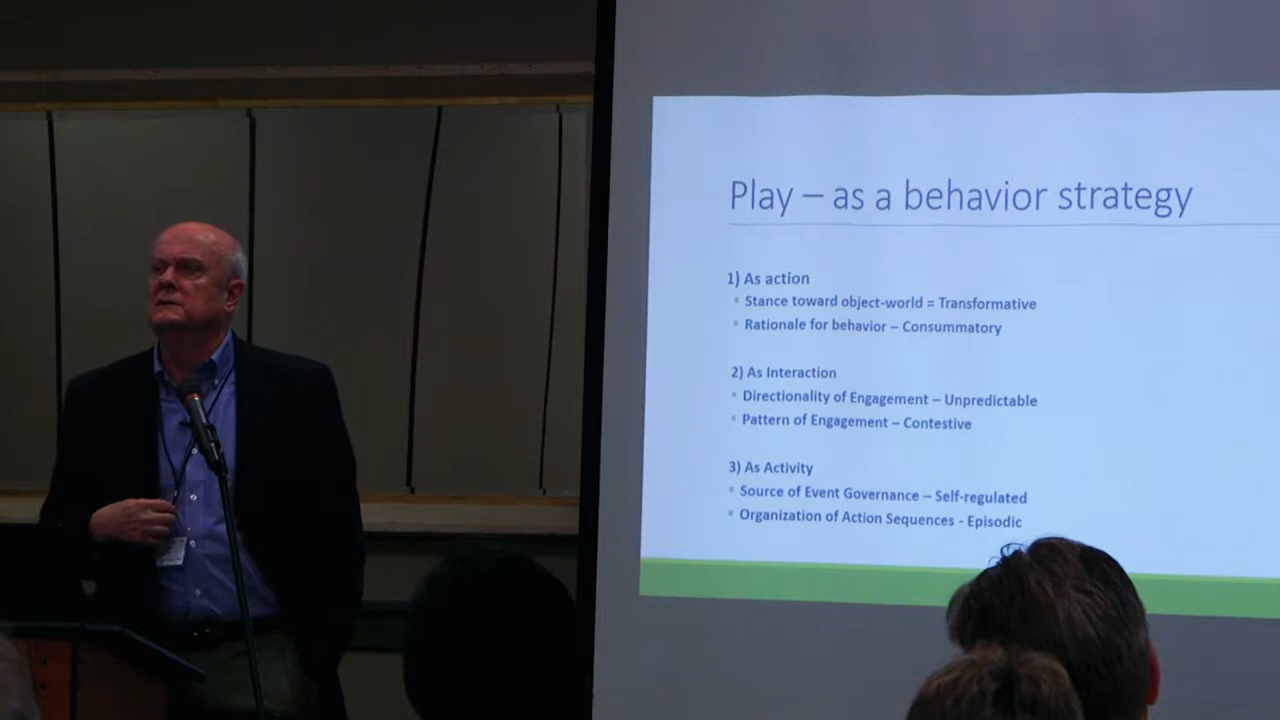 Play – as a behavior strategy
1) As action
Stance toward object-world = Transformative
Rationale for behavior – Consummatory
2) As Interaction
Directionality of Engagement – Unpredictable
Pattern of Engagement – Contestive
3) As Activity
Source of Event Governance – Self-regulated
Organization of Action Sequences - Episodic